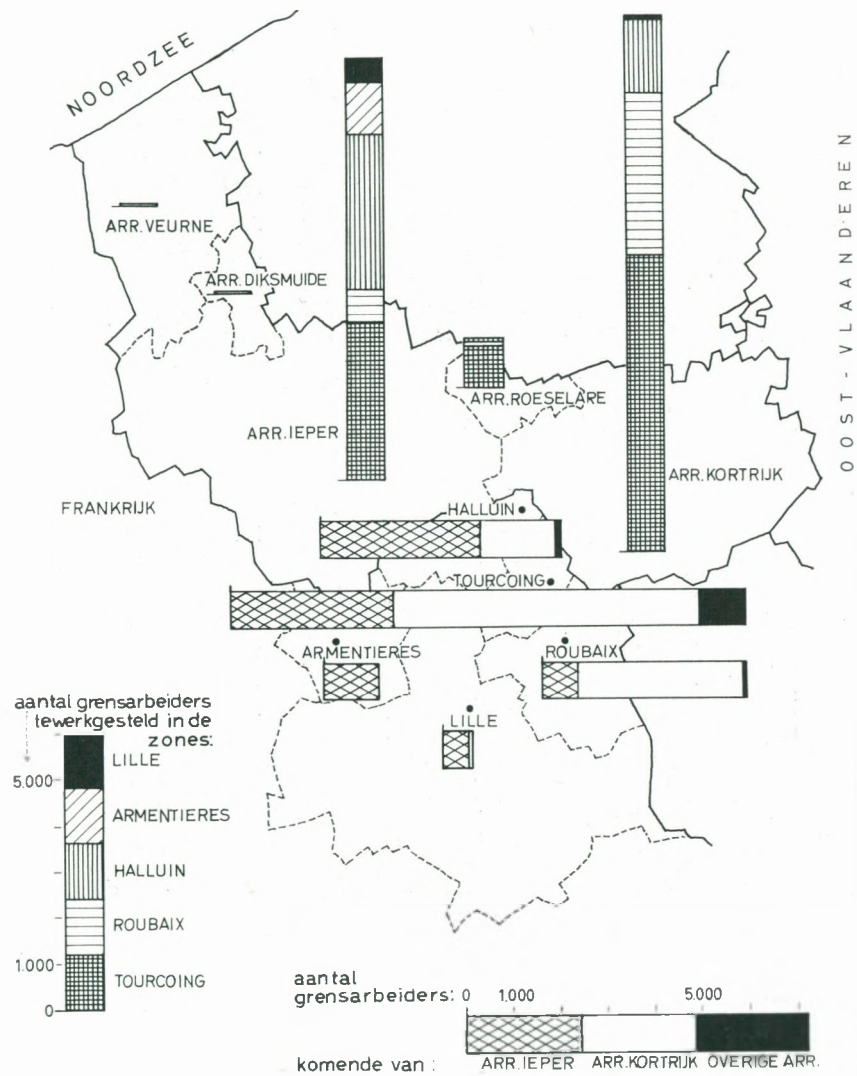 NOORDZEE
ARR.VEURNE
ARR.DIKSMUIDE
OOST-VLAANDEREN
ARR.ROESELARE
ARR.IEPER
ARR.KORTRIJK
FRANKRIJK
HALLUIN
TOURCOING
ARMENTIERES
ROUBAIX
LILLE
aantal grensarbeiders
tewerkgesteld in de
zones:
LILLE
5.000
ARMENTIERES
HALLUIN
ROUBAIX
1.000
TOURCOING
0
aantal
grensarbeiders: 0 1.000 5.000
komende van : ARR.IEPER ARR.KORTRIJK OVERIGE ARR.